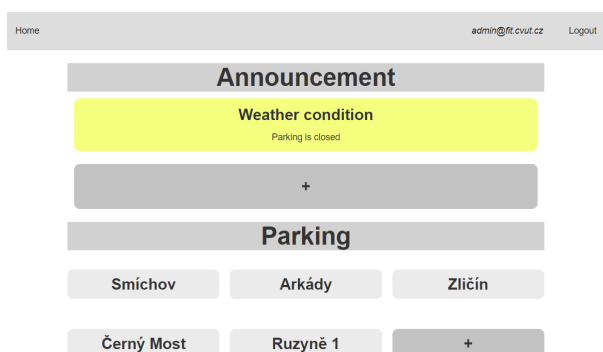 Home admin@fit.cvut.cz Logout
Announcement
Weather condition
Parking is closed
+
Parking
Smíchov Arkády Zličín
Černý Most Ruzyně 1 +